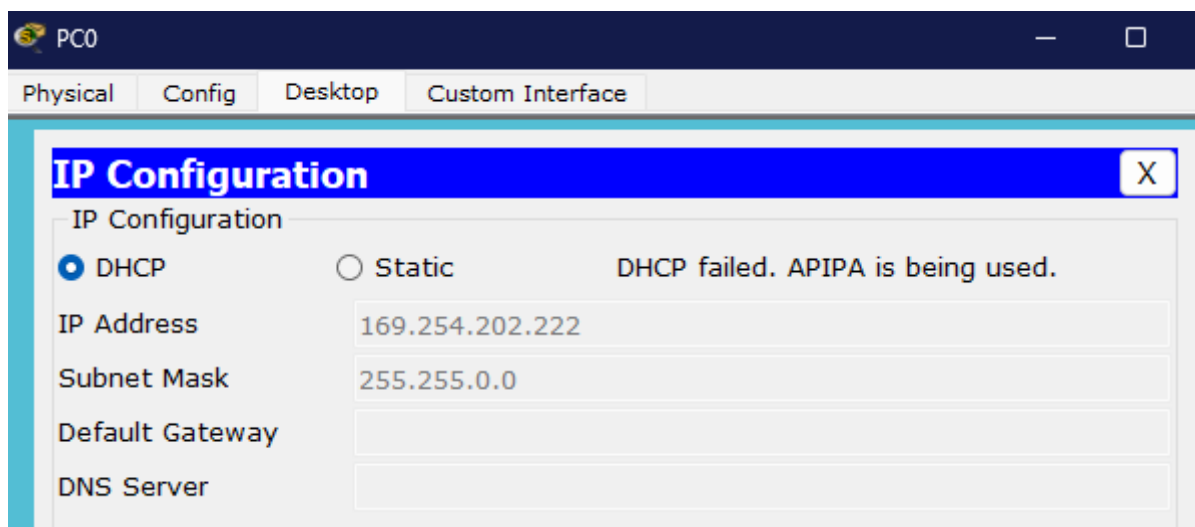 PC0
Physical Config Desktop Custom Interface
IP Configuration X
IP Configuration
DHCP Static DHCP failed. APIPA is being used.
IP Address 169.254.202.222
Subnet Mask 255.255.0.0
Default Gateway
DNS Server